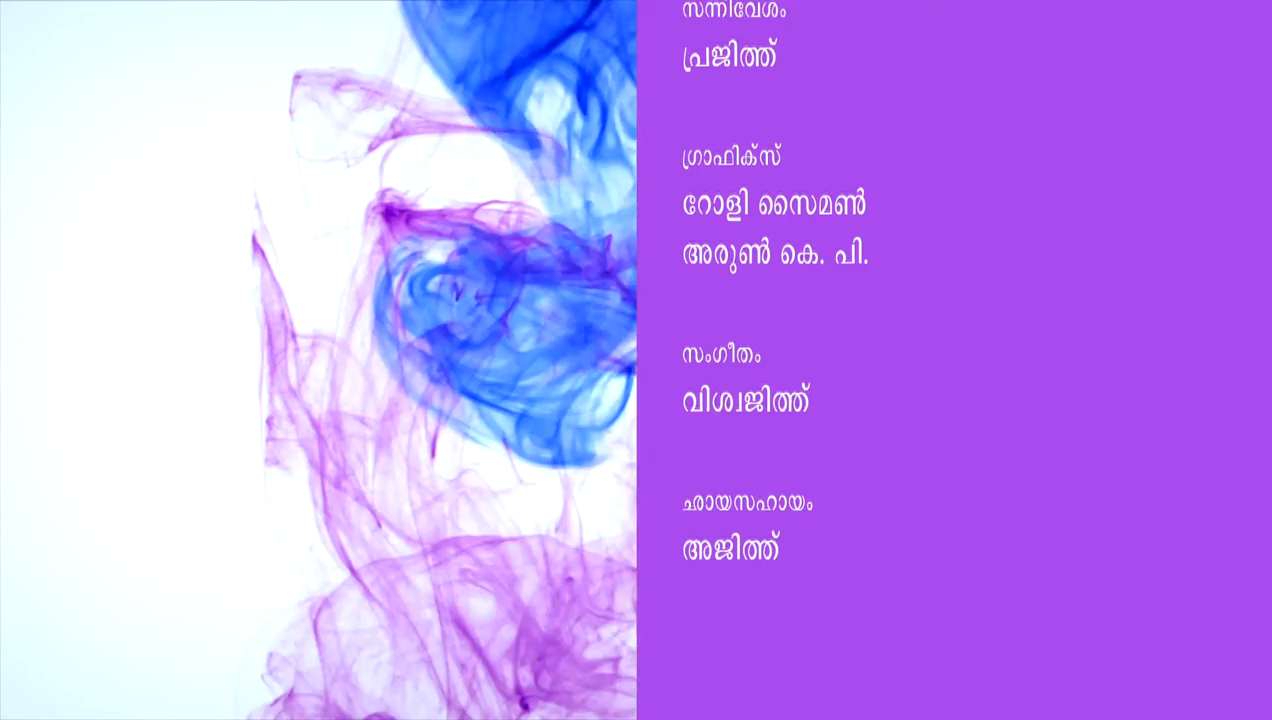 സന്നിവേശം
പ്രജിത്ത്
ഗ്രാഫിക്സ്
റോളി സൈമൺ
അരുൺ കെ. പി.
സംഗീതം
വിശ്വജിത്ത്
ഛായസഹായം
അജിത്ത്